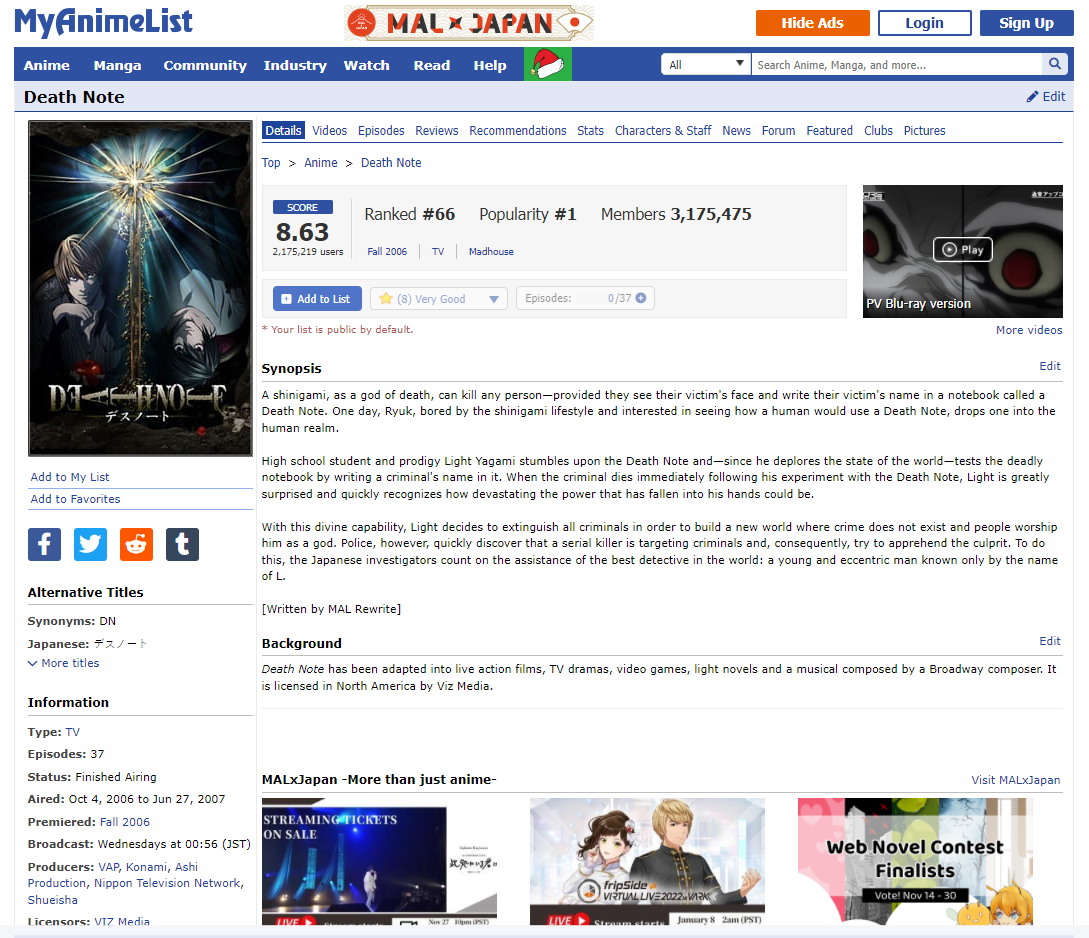 MyAnimeList
MAL × JAPAN
Hide Ads
Login
Sign Up
Anime Manga Community Industry Watch Read Help
All
Search Anime, Manga, and more...
Death Note
Edit
Details Videos Episodes Reviews Recommendations Stats Characters & Staff News Forum Featured Clubs Pictures
Top > Anime > Death Note
SCORE
8.63
2,175,219 users
Ranked #66 Popularity #1 Members 3,175,475
Fall 2006 TV Madhouse
Add to List
(8) Very Good
Episodes: 0/37
* Your list is public by default.
Play
PV Blu-ray version
More videos
DEATH NOTE
デスノート
Synopsis
Edit
A shinigami, as a god of death, can kill any person—provided they see their victim's face and write their victim's name in a notebook called a
Death Note. One day, Ryuk, bored by the shinigami lifestyle and interested in seeing how a human would use a Death Note, drops one into the
human realm.
High school student and prodigy Light Yagami stumbles upon the Death Note and—since he deplores the state of the world—tests the deadly
notebook by writing a criminal's name in it. When the criminal dies immediately following his experiment with the Death Note, Light is greatly
surprised and quickly recognizes how devastating the power that has fallen into his hands could be.
With this divine capability, Light decides to extinguish all criminals in order to build a new world where crime does not exist and people worship
him as a god. Police, however, quickly discover that a serial killer is targeting criminals and, consequently, try to apprehend the culprit. To do
this, the Japanese investigators count on the assistance of the best detective in the world: a young and eccentric man known only by the name
of L.
[Written by MAL Rewrite]
Background
Edit
Death Note has been adapted into live action films, TV dramas, video games, light novels and a musical composed by a Broadway composer. It
is licensed in North America by Viz Media.
Add to My List
Add to Favorites
Alternative Titles
Synonyms: DN
Japanese: デスノート
More titles
Information
Type: TV
Episodes: 37
Status: Finished Airing
Aired: Oct 4, 2006 to Jun 27, 2007
Premiered: Fall 2006
Broadcast: Wednesdays at 00:56 (JST)
Producers: VAP, Konami, Ashi
Production, Nippon Television Network,
Shueisha
Licensors: VIZ Media
MALxJapan -More than just anime-
Visit MALxJapan
STREAMING TICKETS
ON SALE
LIVE
Nov 27 10pm (PST)
fripSide
VIRTUAL LIVE 2022 in VARK
LIVE Stream starts
January 8 2am (PST)
Web Novel Contest
Finalists
Vote! Nov 14 - 30